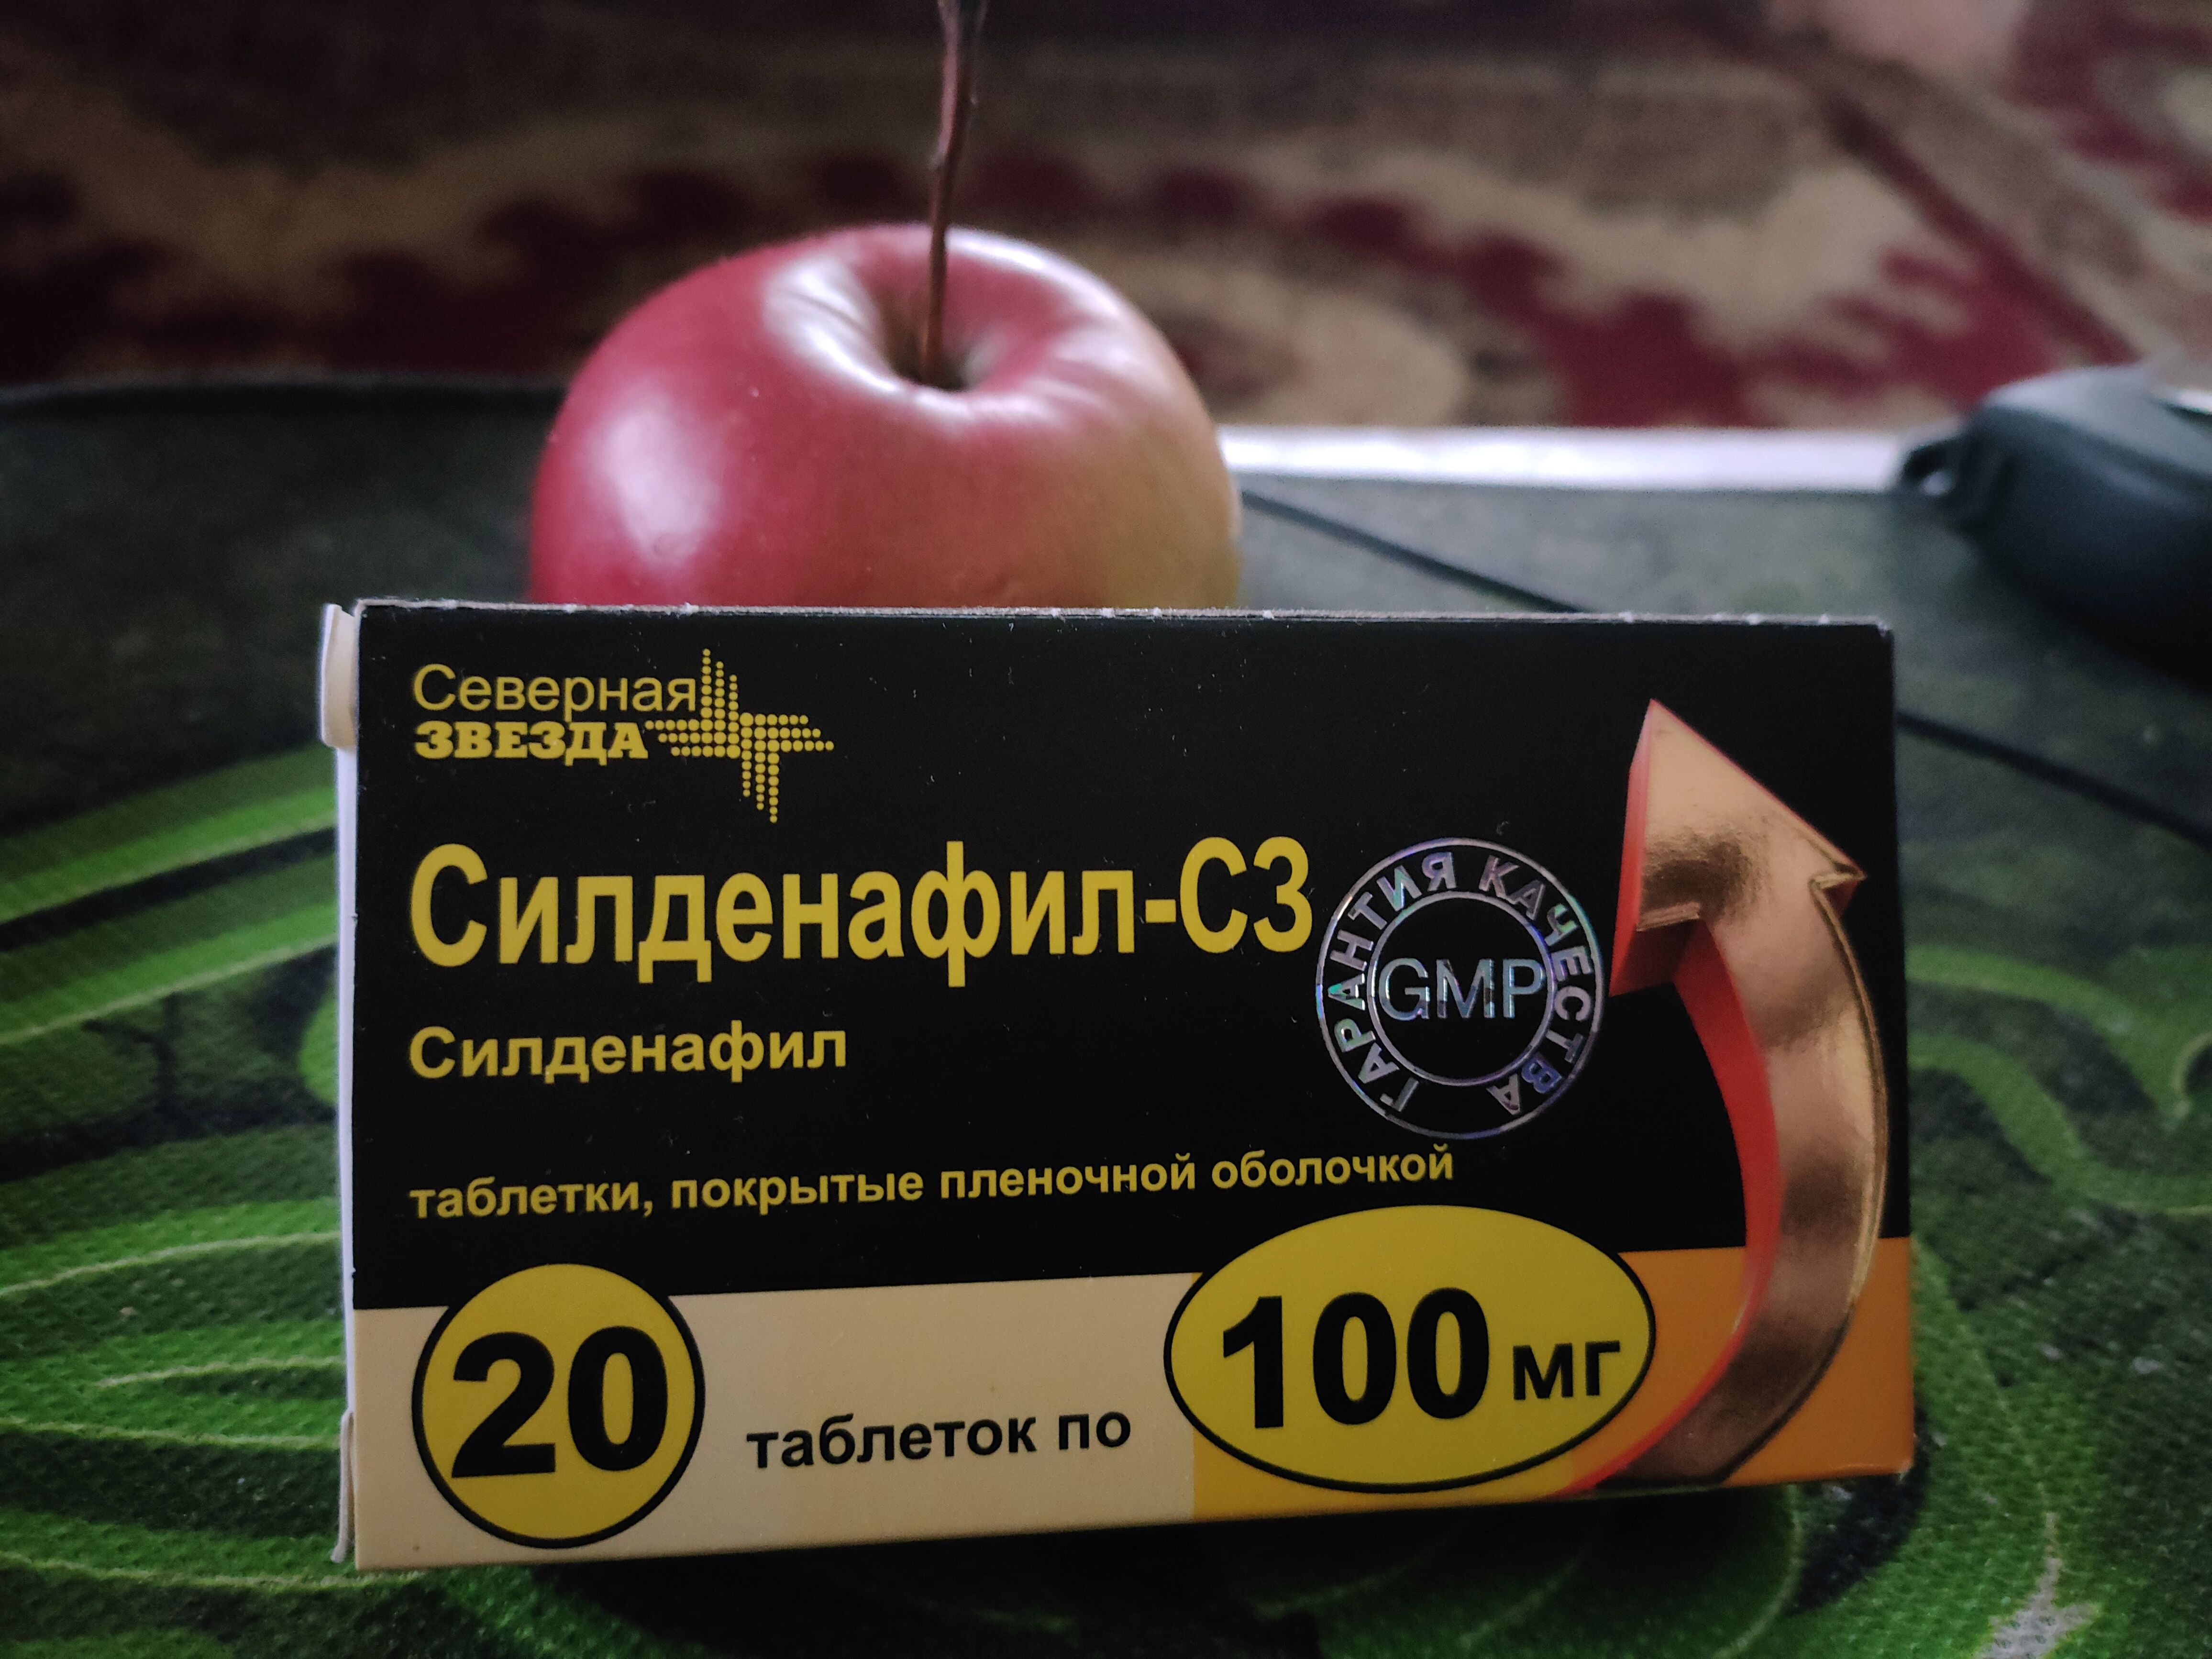 Северная
ЗВЕЗДА
Силденафил-СЗ
Силденафил
ГАРАНТИЯ КАЧЕСТВА
GMP
таблетки, покрытые пленочной оболочкой
20 таблеток по 100 мг